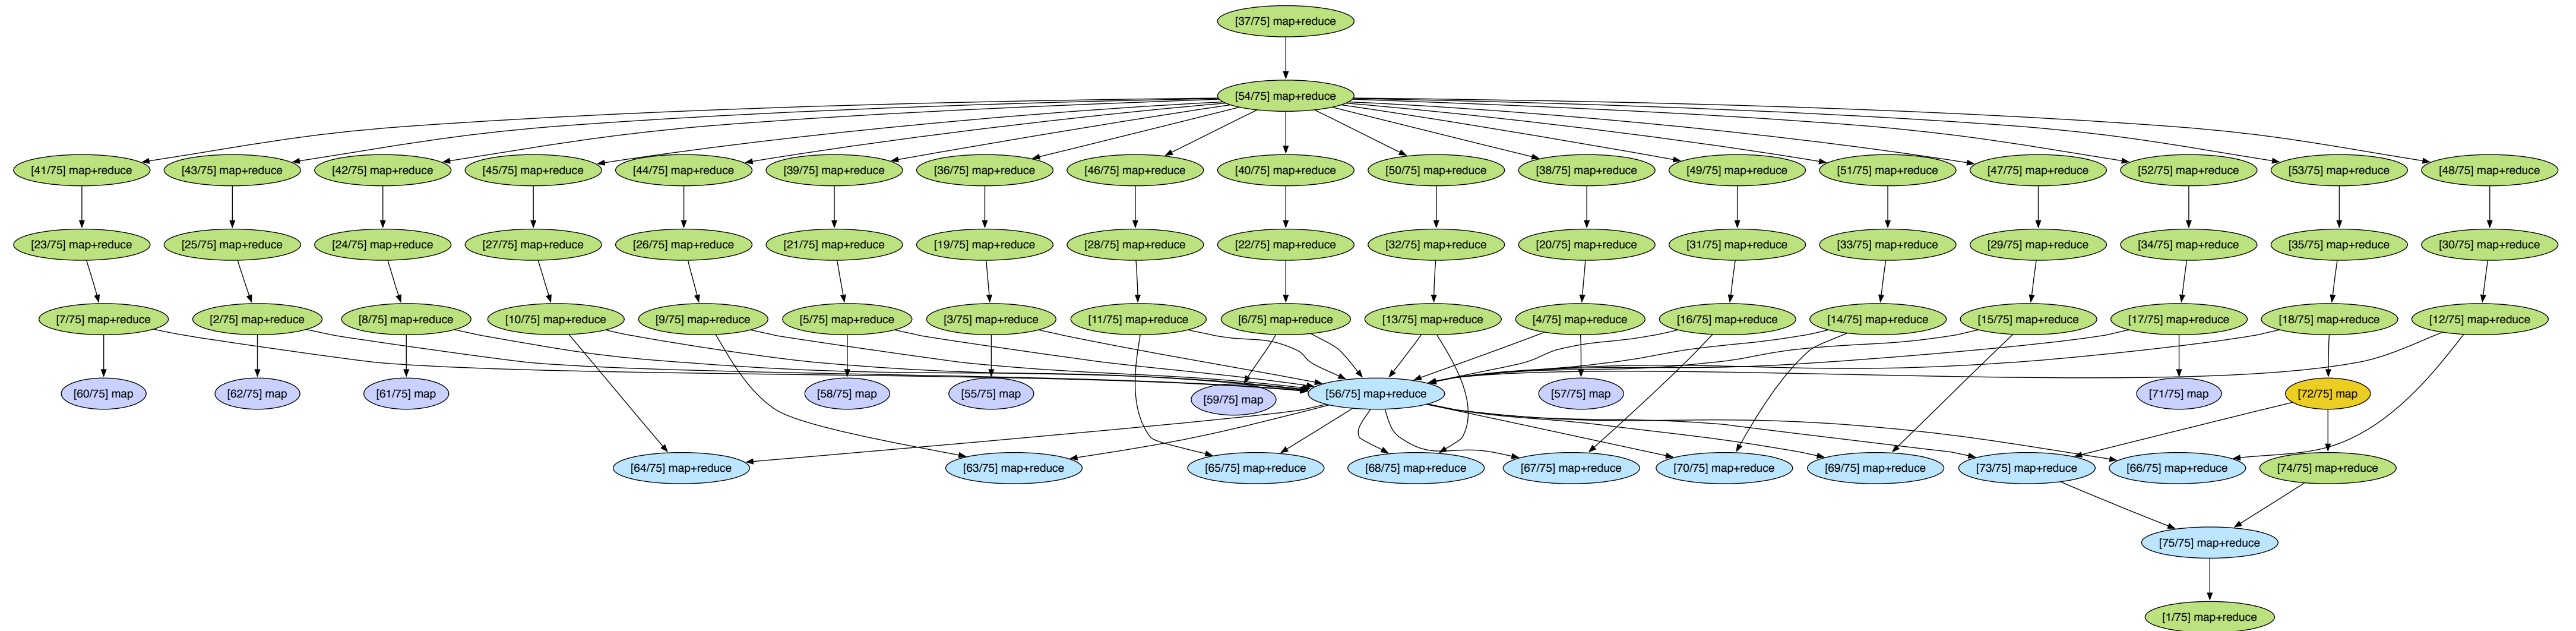 [37/75] map+reduce
[54/75] map+reduce
[41/75] map+reduce
[43/75] map+reduce
[42/75] map+reduce
[45/75] map+reduce
[44/75] map+reduce
[39/75] map+reduce
[36/75] map+reduce
[46/75] map+reduce
[40/75] map+reduce
[50/75] map+reduce
[38/75] map+reduce
[49/75] map+reduce
[51/75] map+reduce
[47/75] map+reduce
[52/75] map+reduce
[53/75] map+reduce
[48/75] map+reduce
[23/75] map+reduce
[25/75] map+reduce
[24/75] map+reduce
[27/75] map+reduce
[26/75] map+reduce
[21/75] map+reduce
[19/75] map+reduce
[28/75] map+reduce
[22/75] map+reduce
[32/75] map+reduce
[20/75] map+reduce
[31/75] map+reduce
[33/75] map+reduce
[29/75] map+reduce
[34/75] map+reduce
[35/75] map+reduce
[30/75] map+reduce
[7/75] map+reduce
[2/75] map+reduce
[8/75] map+reduce
[10/75] map+reduce
[9/75] map+reduce
[5/75] map+reduce
[3/75] map+reduce
[11/75] map+reduce
[6/75] map+reduce
[13/75] map+reduce
[4/75] map+reduce
[16/75] map+reduce
[14/75] map+reduce
[15/75] map+reduce
[17/75] map+reduce
[18/75] map+reduce
[12/75] map+reduce
[60/75] map
[62/75] map
[61/75] map
[58/75] map
[55/75] map
[59/75] map
[56/75] map+reduce
[57/75] map
[71/75] map
[72/75] map
[64/75] map+reduce
[63/75] map+reduce
[65/75] map+reduce
[68/75] map+reduce
[67/75] map+reduce
[70/75] map+reduce
[69/75] map+reduce
[73/75] map+reduce
[66/75] map+reduce
[74/75] map+reduce
[75/75] map+reduce
[1/75] map+reduce